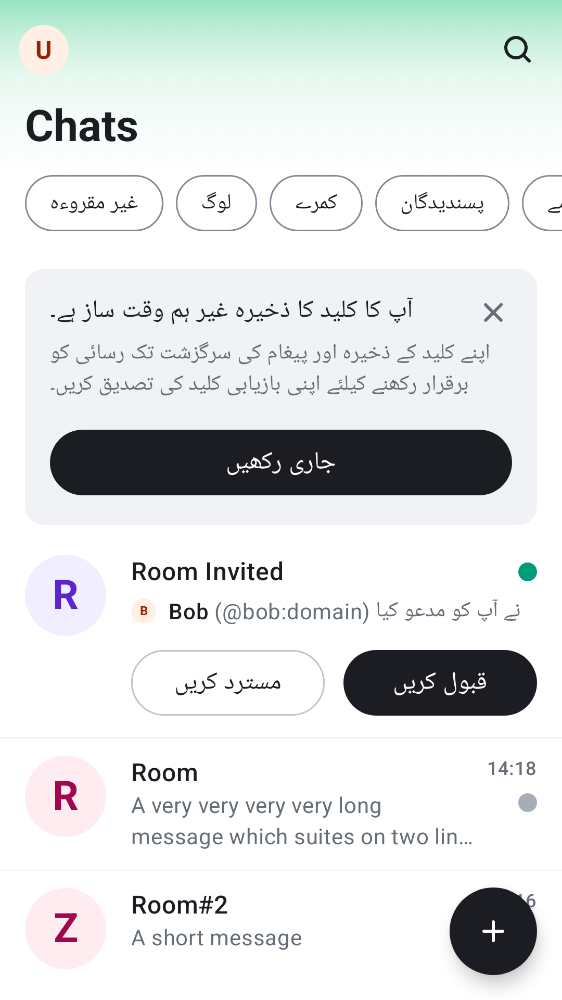 U
Chats
غیر مقروءہ
لوگ
کمرے
پسندیدگان
آپ کا کلید کا ذخیرہ غیر ہم وقت ساز ہے۔
اپنے کلید کے ذخیرہ اور پیغام کی سرگزشت تک رسائی کو
برقرار رکھنے کیلئے اپنی بازیابی کلید کی تصدیق کریں۔
جاری رکھیں
R
Room Invited
B
Bob (@bob:domain) نے آپ کو مدعو کیا
مسترد کریں
قبول کریں
R
Room
14:18
A very very very very long
message which suites on two lin…
Z
Room#2
A short message